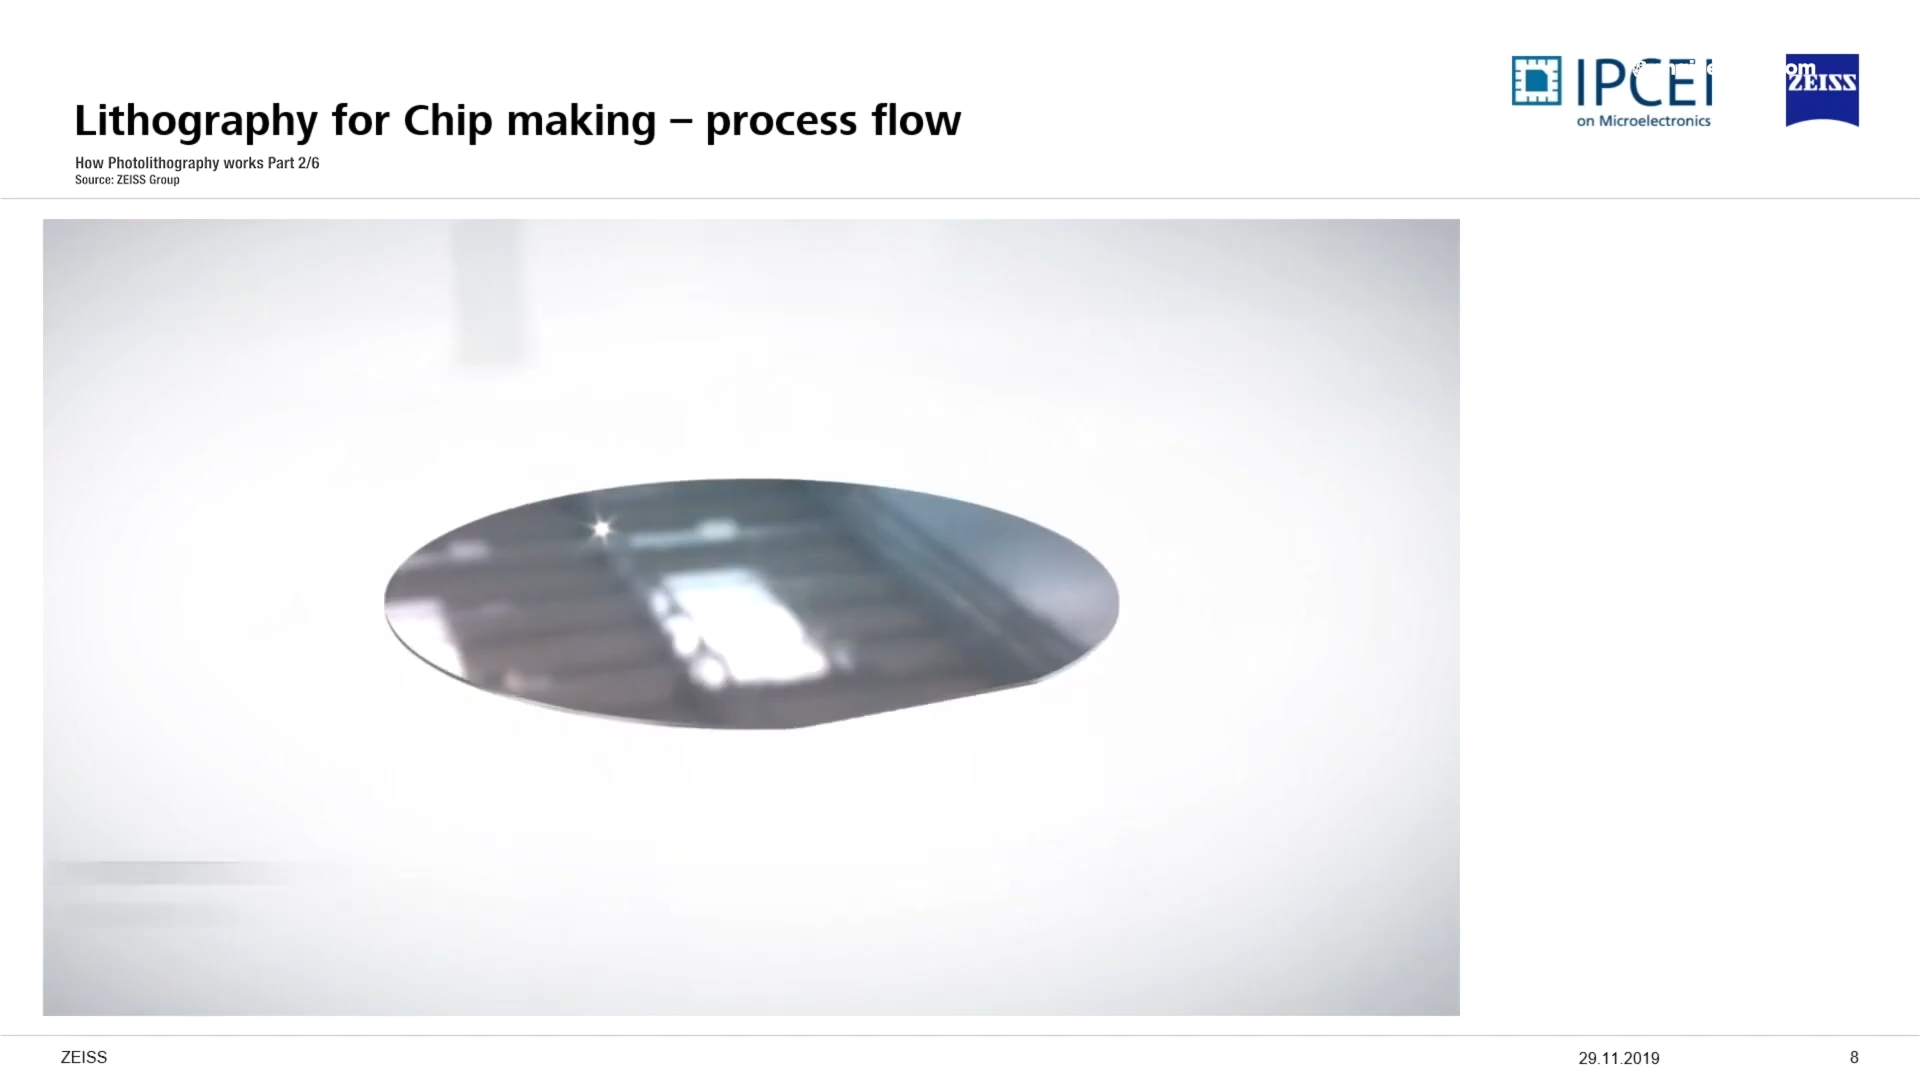 IPCEI
on Microelectronics
ZEISS
Lithography for Chip making – process flow
How Photolithography works Part 2/6
Source: ZEISS Group
ZEISS
29.11.2019
8